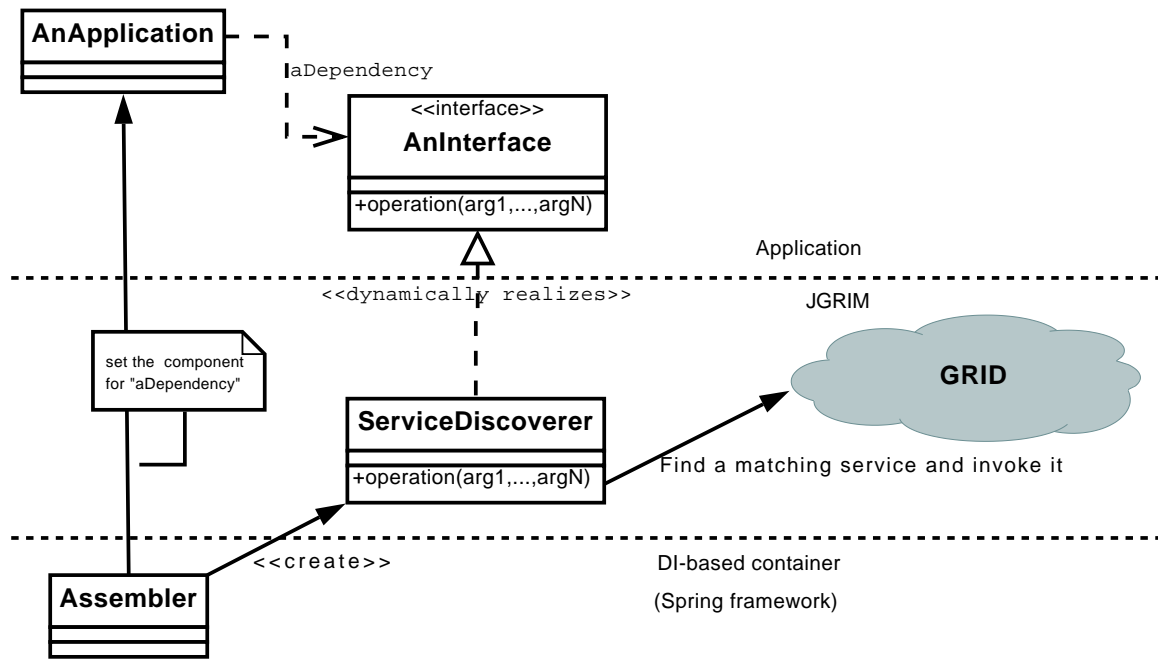 AnApplication
aDependency
<<interface>>
AnInterface
+operation(arg1,...,argN)
Application
<<dynamically realizes>>
JGRIM
set the component
for "aDependency"
GRID
ServiceDiscoverer
+operation(arg1,...,argN)
Find a matching service and invoke it
<<create>>
DI-based container
(Spring framework)
Assembler